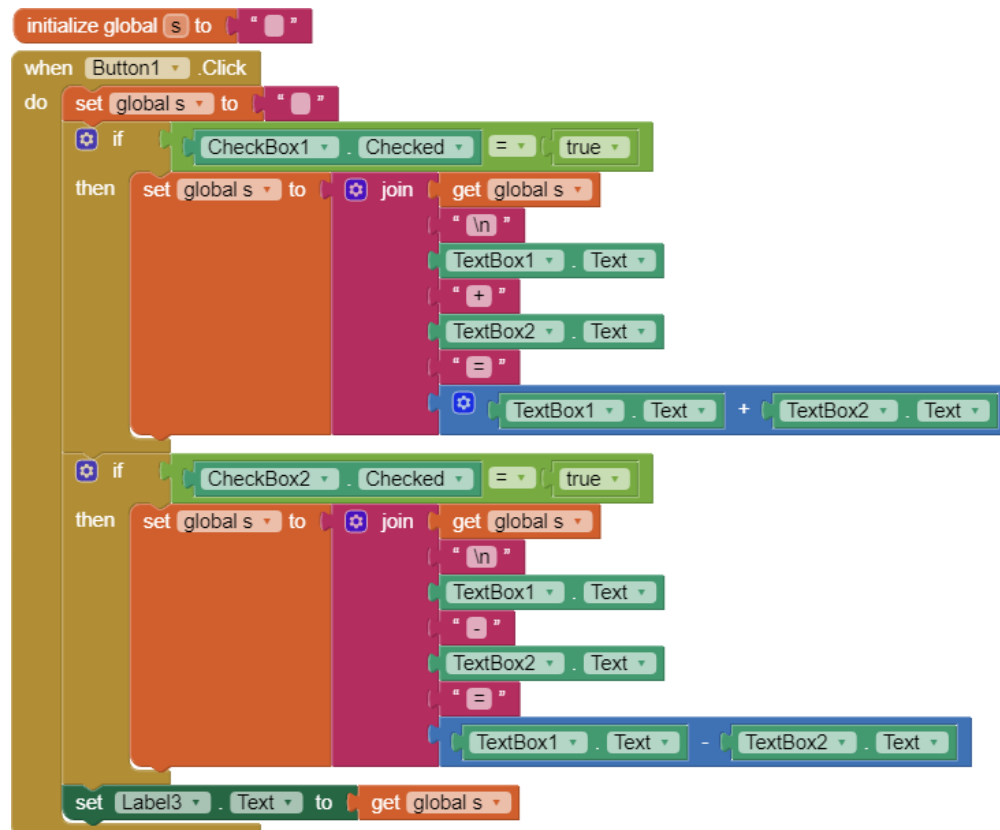 initialize global s to “ ”
when Button1 .Click
do set global s to “ ”
if CheckBox1 . Checked = true
then set global s to join get global s
“ \n ”
TextBox1 . Text
“ + ”
TextBox2 . Text
“ = ”
TextBox1 . Text + TextBox2 . Text
if CheckBox2 . Checked = true
then set global s to join get global s
“ \n ”
TextBox1 . Text
“ - ”
TextBox2 . Text
“ = ”
TextBox1 . Text - TextBox2 . Text
set Label3 . Text to get global s